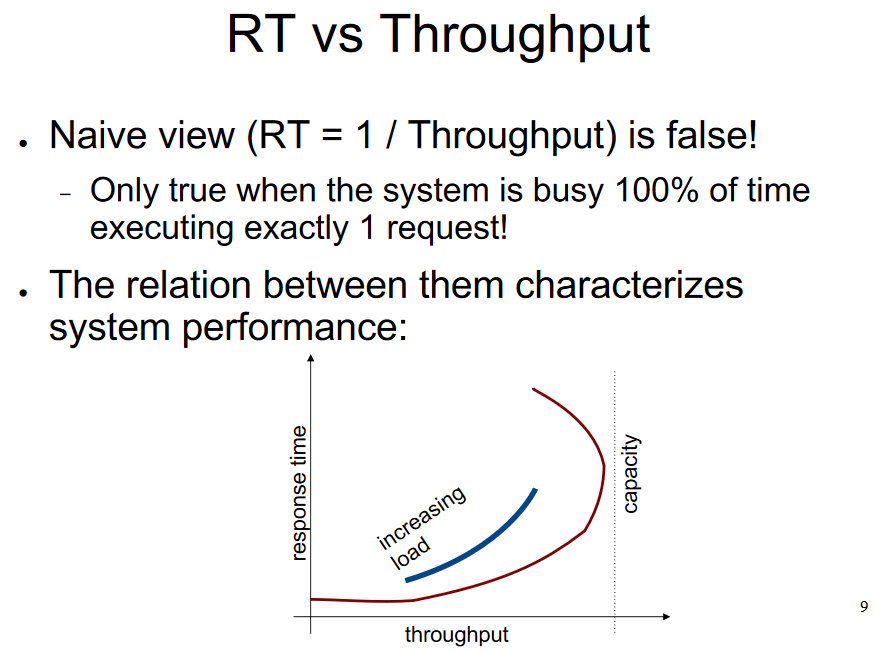 RT vs Throughput
● Naive view (RT = 1 / Throughput) is false!
– Only true when the system is busy 100% of time
executing exactly 1 request!
● The relation between them characterizes
system performance:
response time
increasing
load
capacity
throughput
9